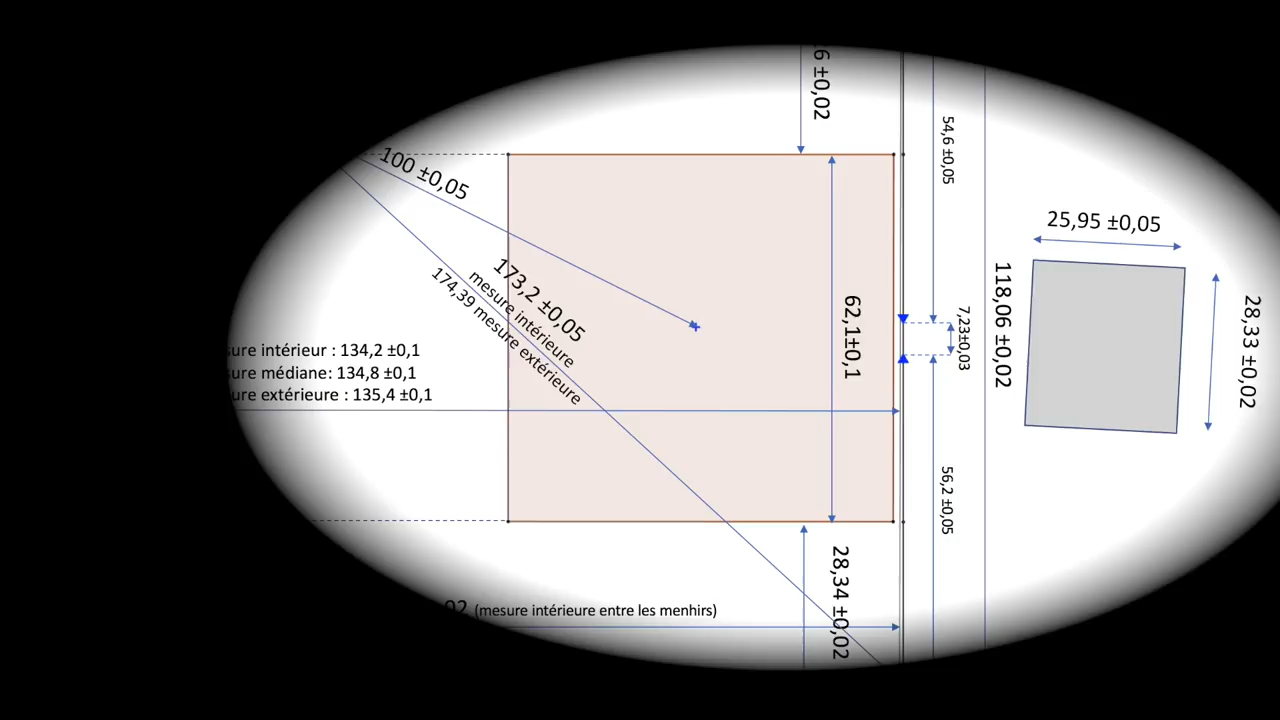 6 ±0,02
54,6 ±0,05
100 ±0,05
25,95 ±0,05
173,2 ±0,05
mesure intérieure
174,39 mesure extérieure
62,1±0,1
7,23±0,03
118,06 ±0,02
28,33 ±0,02
sure intérieur : 134,2 ±0,1
sure médiane: 134,8 ±0,1
ure extérieure : 135,4 ±0,1
56,2 ±0,05
28,34 ±0,02
02 (mesure intérieure entre les menhirs)